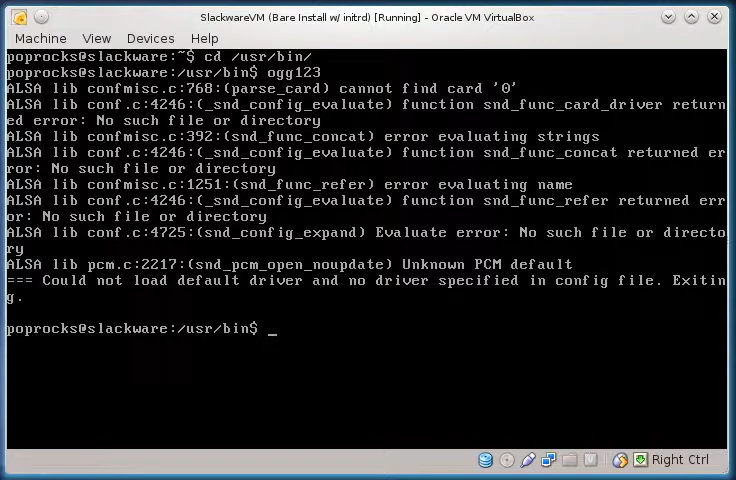 SlackwareVM (Bare Install w/ initrd) [Running] - Oracle VM VirtualBox
Machine View Devices Help
poprocks@slackware:~$ cd /usr/bin/
poprocks@slackware:/usr/bin$ ogg123
ALSA lib confmisc.c:768:(parse_card) cannot find card '0'
ALSA lib conf.c:4246:(_snd_config_evaluate) function snd_func_card_driver return
ed error: No such file or directory
ALSA lib confmisc.c:392:(snd_func_concat) error evaluating strings
ALSA lib conf.c:4246:(_snd_config_evaluate) function snd_func_concat returned er
ror: No such file or directory
ALSA lib confmisc.c:1251:(snd_func_refer) error evaluating name
ALSA lib conf.c:4246:(_snd_config_evaluate) function snd_func_refer returned err
or: No such file or directory
ALSA lib conf.c:4725:(snd_config_expand) Evaluate error: No such file or directo
ry
ALSA lib pcm.c:2217:(snd_pcm_open_noupdate) Unknown PCM default
=== Could not load default driver and no driver specified in config file. Exitin
g.
poprocks@slackware:/usr/bin$ _
Right Ctrl